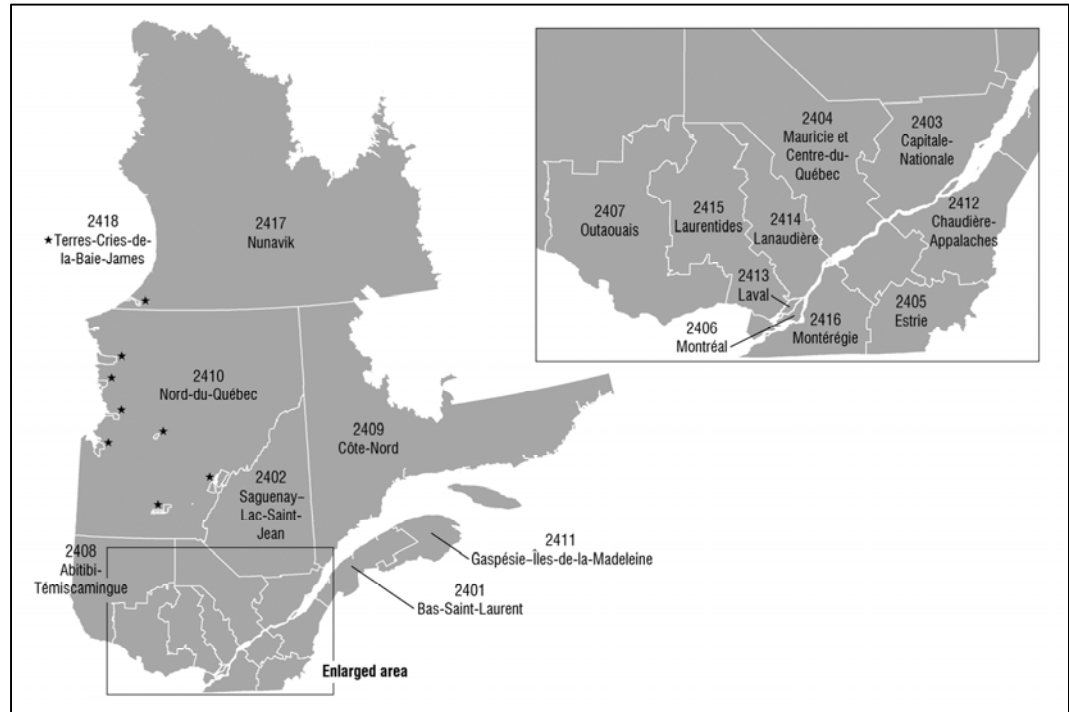 2418
★Terres-Cries-de-
la-Baie-James
2417
Nunavik
2410
Nord-du-Québec
2409
Côte-Nord
2402
Saguenay–
Lac-Saint-
Jean
2408
Abitibi-
Témiscamingue
2411
Gaspésie–Îles-de-la-Madeleine
2401
Bas-Saint-Laurent
Enlarged area
2404
Mauricie et
Centre-du-
Québec
2403
Capitale-
Nationale
2407
Outaouais
2415
Laurentides
2414
Lanaudière
2412
Chaudière-
Appalaches
2413
Laval
2406
Montréal
2416
Montérégie
2405
Estrie